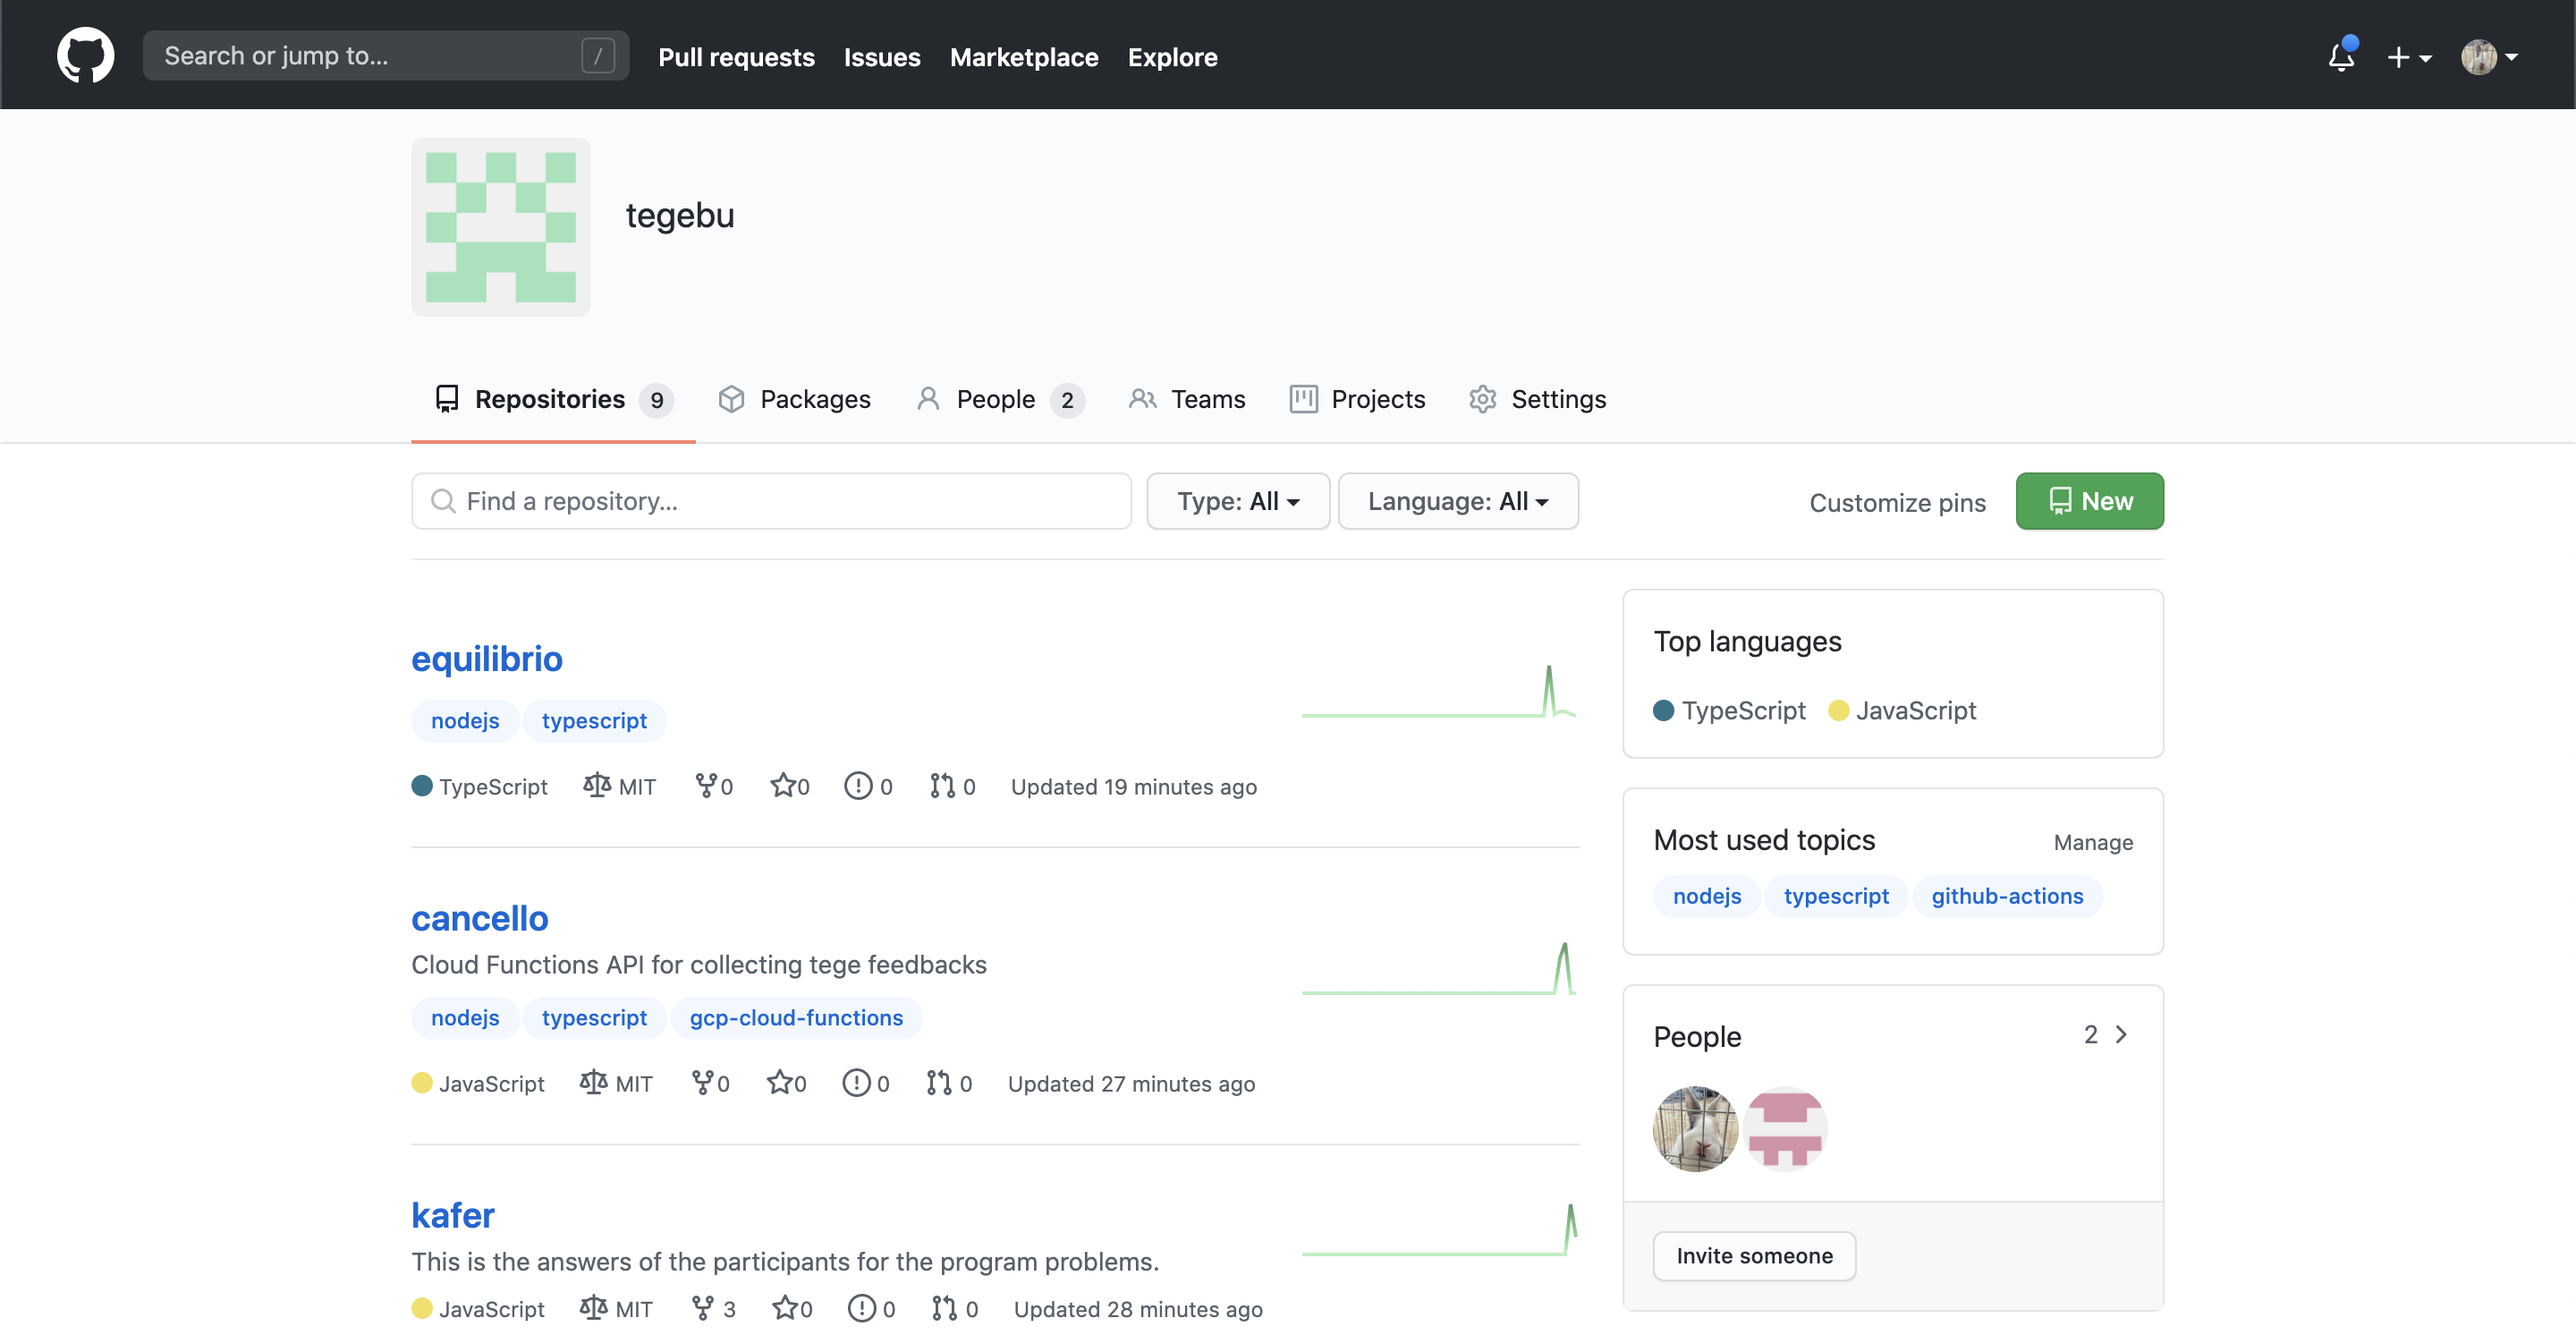 Search or jump to... / Pull requests Issues Marketplace Explore
tegebu
Repositories 9 Packages People 2 Teams Projects Settings
Find a repository... Type: All Language: All Customize pins New
equilibrio
nodejs typescript
TypeScript MIT 0 0 0 0 Updated 19 minutes ago
cancello
Cloud Functions API for collecting tege feedbacks
nodejs typescript gcp-cloud-functions
JavaScript MIT 0 0 0 0 Updated 27 minutes ago
kafer
This is the answers of the participants for the program problems.
JavaScript MIT 3 0 0 0 Updated 28 minutes ago
Top languages
TypeScript JavaScript
Most used topics Manage
nodejs typescript github-actions
People 2
Invite someone